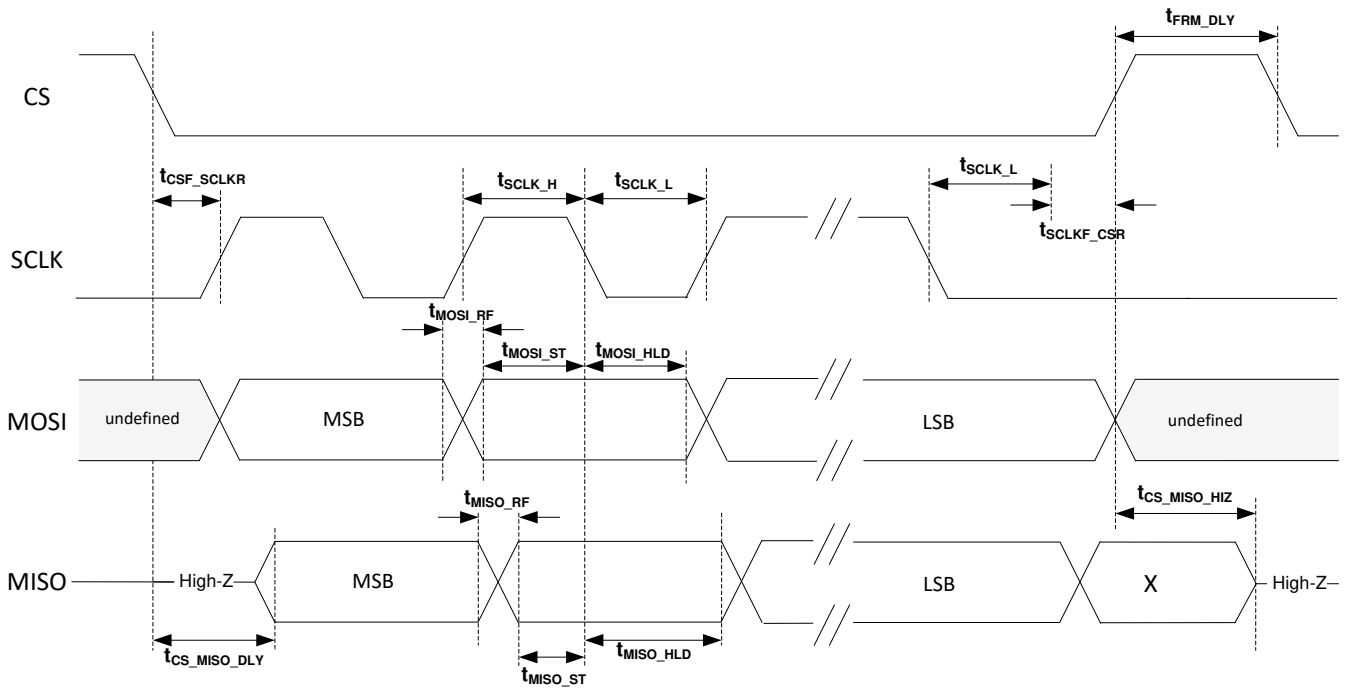 tFRM_DLY
CS
tCSF_SCLKR
tSCLK_H
tSCLK_L
tSCLK_L
tSCLKF_CSR
SCLK
tMOSI_RF
tMOSI_ST
tMOSI_HLD
MOSI
undefined
MSB
LSB
undefined
tMISO_RF
tCS_MISO_HIZ
MISO
High-Z
MSB
LSB
X
High-Z
tCS_MISO_DLY
tMISO_ST
tMISO_HLD